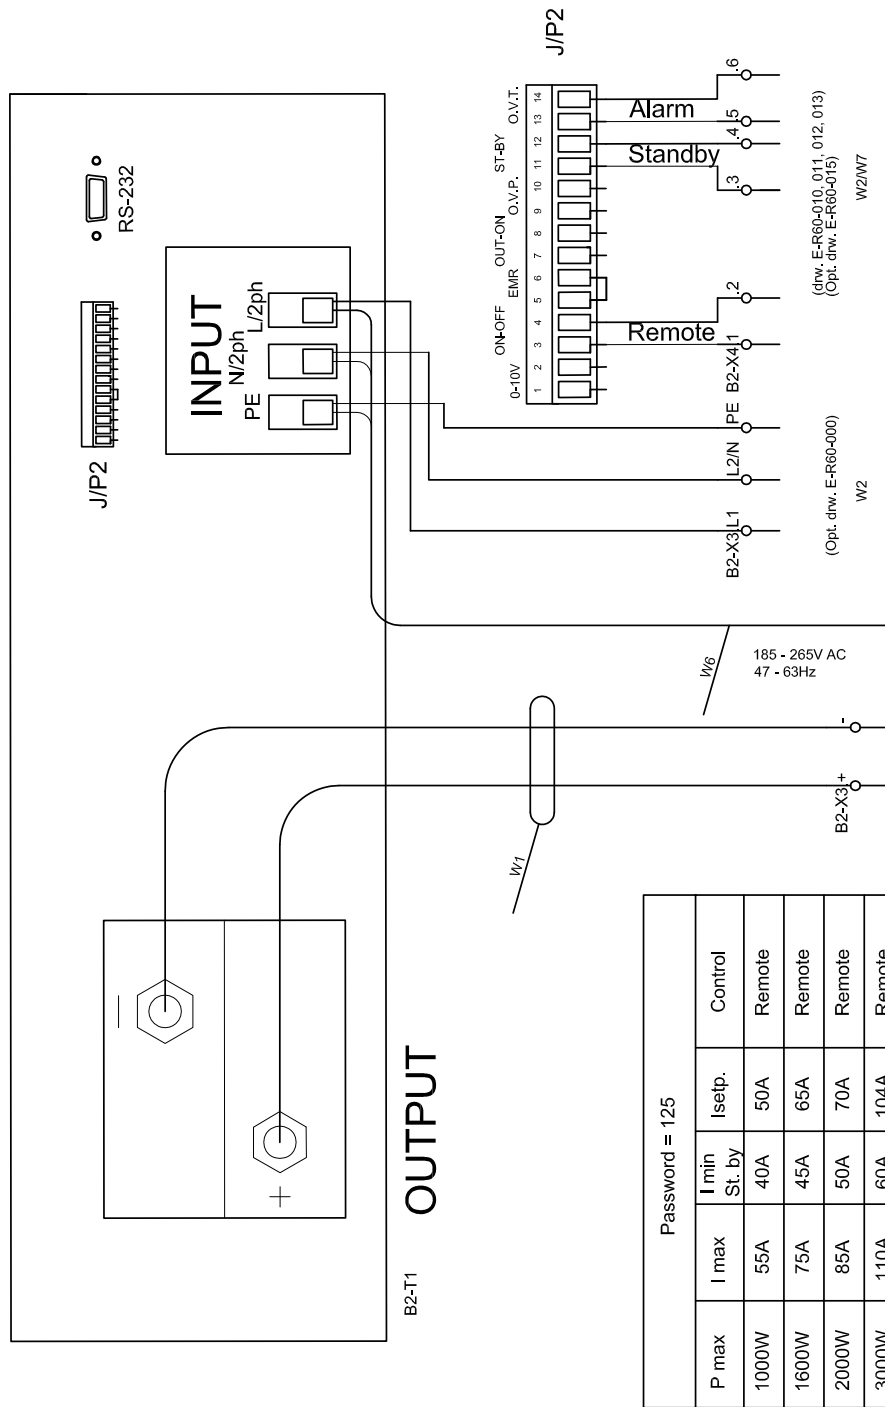 RS-232
J/P2
INPUT
PE
N/2ph
L/2ph
J/P2
0-10V
ON-OFF
EMR
OUT-ON
O.V.P.
ST-BY
O.V.T.
1 2 3 4 5 6 7 8 9 10 11 12 13 14
Remote
Standby
Alarm
B2-X3.L1
L2/N
PE
B2-X4.1
.2
.3
.4
.5
.6
(Opt. drw. E-R60-000)
W2
(drw. E-R60-010, 011, 012, 013)
(Opt. drw. E-R60-015)
W2/W7
W6
185 - 265V AC
47 - 63Hz
W1
B2-X3.+
-
—
+
OUTPUT
B2-T1
Password = 125
P max I max I min St. by Isetp. Control
1000W 55A 40A 50A Remote
1600W 75A 45A 65A Remote
2000W 85A 50A 70A Remote
3000W 110A 60A 104A Remote